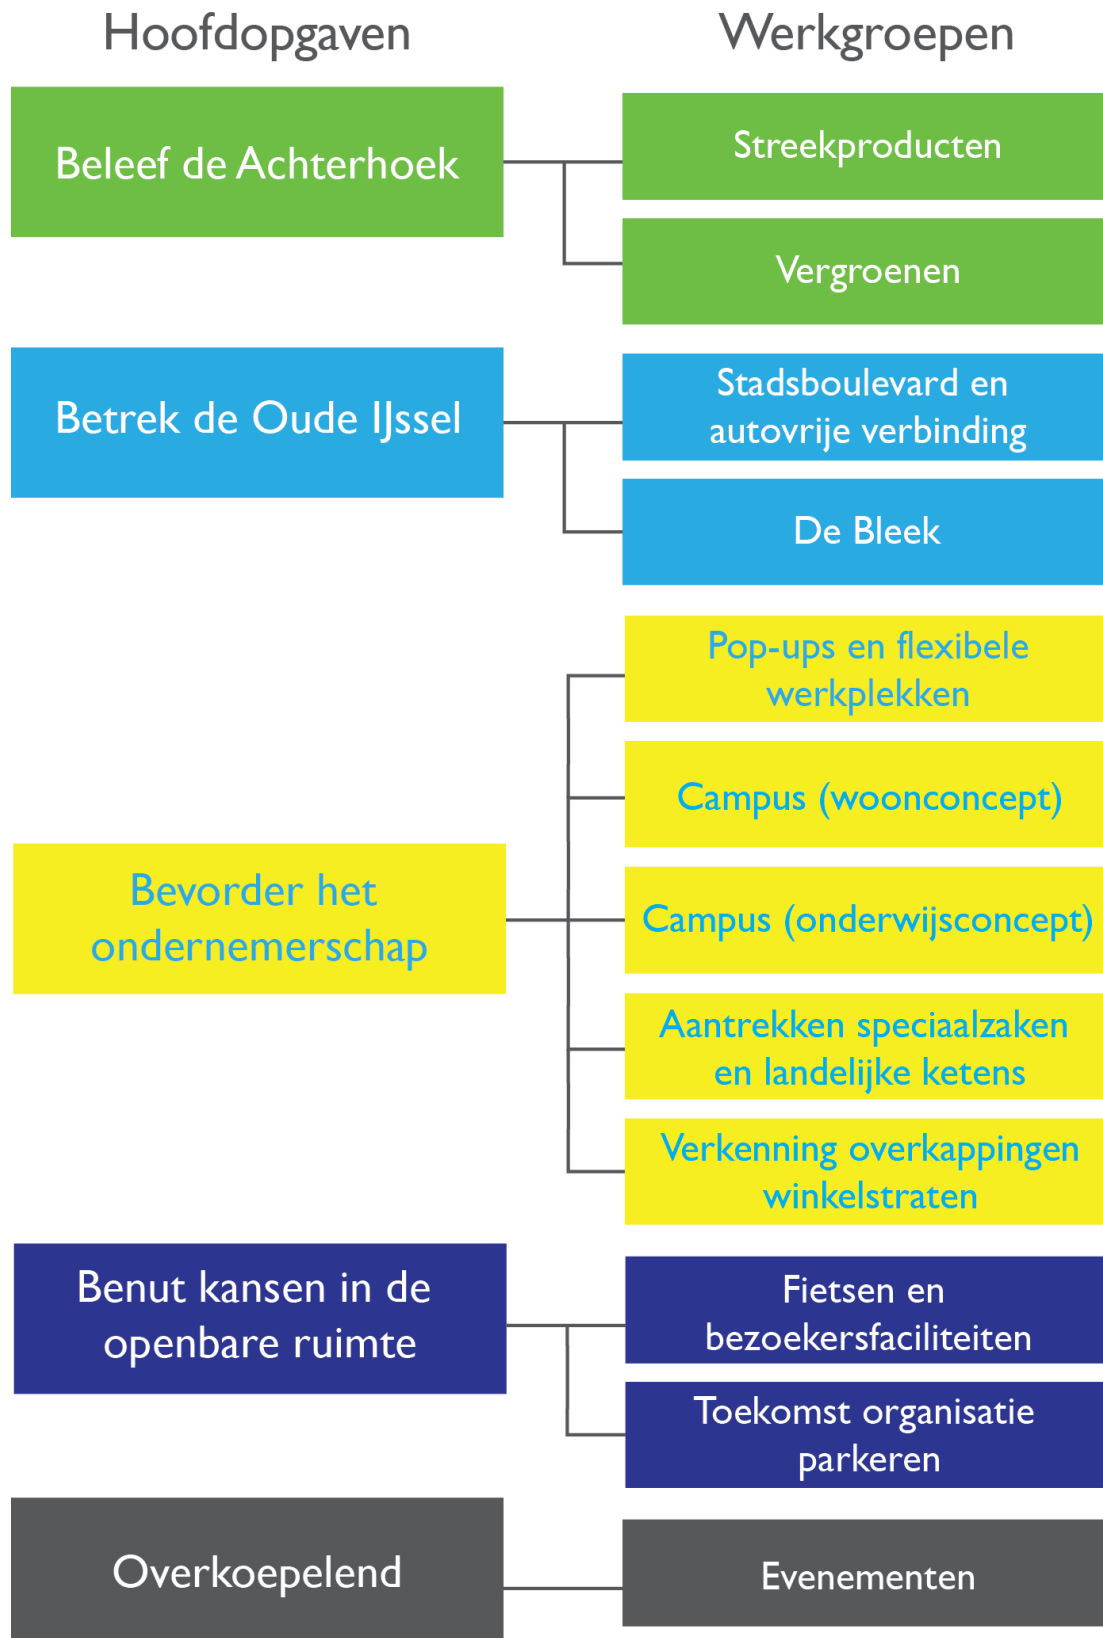 Hoofdopgaven
Werkgroepen
Beleef de Achterhoek
Streekproducten
Vergroenen
Betrek de Oude IJssel
Stadsboulevard en
autovrije verbinding
De Bleek
Bevorder het
ondernemerschap
Pop-ups en flexibele
werkplekken
Campus (woonconcept)
Campus (onderwijsconcept)
Aantrekken speciaalzaken
en landelijke ketens
Verkenning overkappingen
winkelstraten
Benut kansen in de
openbare ruimte
Fietsen en
bezoekersfaciliteiten
Toekomst organisatie
parkeren
Overkoepelend
Evenementen